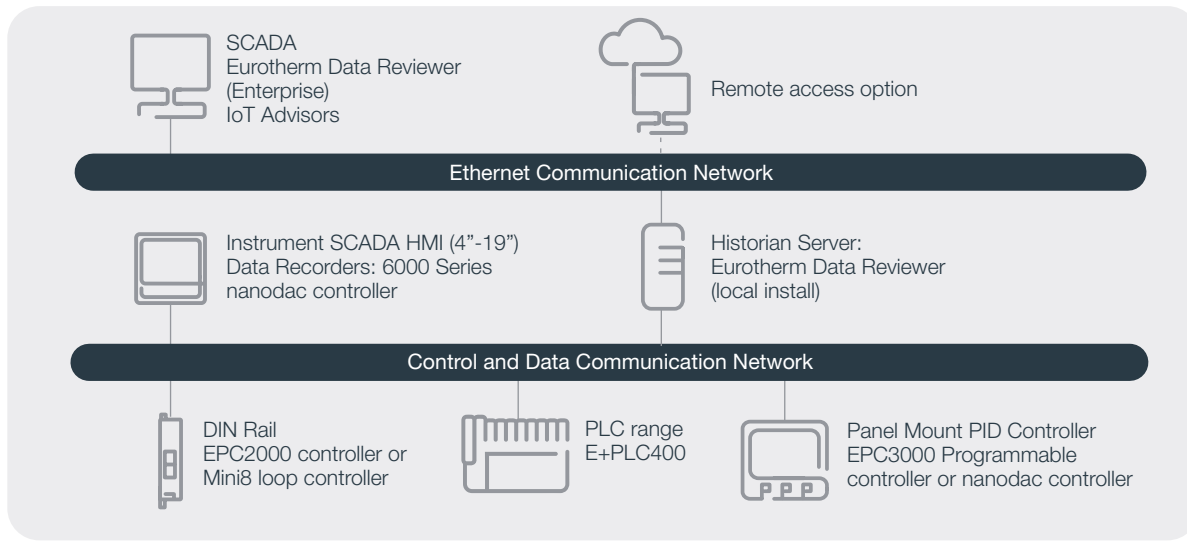 SCADA
Eurotherm Data Reviewer
(Enterprise)
IoT Advisors
Remote access option
Ethernet Communication Network
Instrument SCADA HMI (4”-19”)
Data Recorders: 6000 Series
nanodac controller
Historian Server:
Eurotherm Data Reviewer
(local install)
Control and Data Communication Network
DIN Rail
EPC2000 controller or
Mini8 loop controller
PLC range
E+PLC400
Panel Mount PID Controller
EPC3000 Programmable
controller or nanodac controller